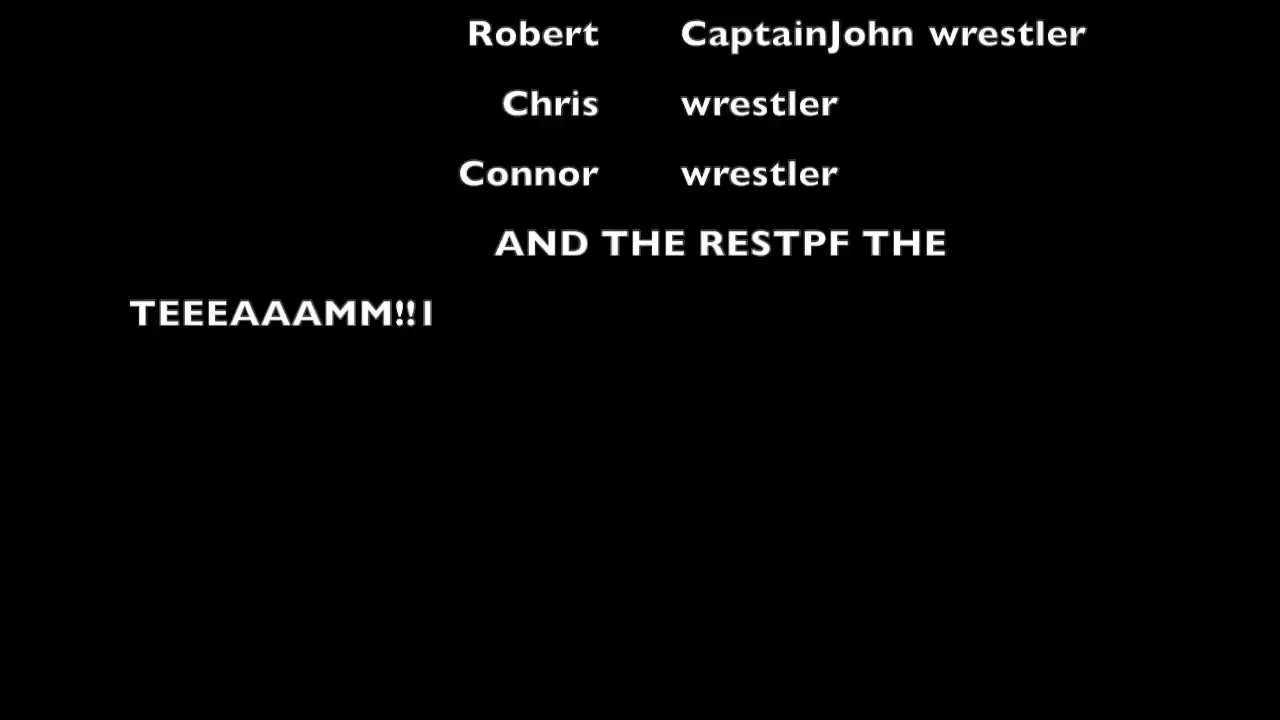 Robert CaptainJohn wrestler
Chris wrestler
Connor wrestler
AND THE RESTPF THE
TEEEAAAMM!!1